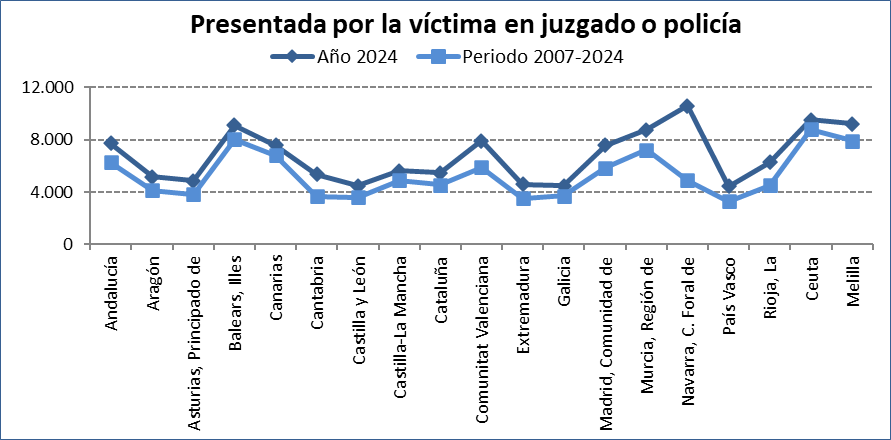 Presentada por la víctima en juzgado o policía
Año 2024
Periodo 2007-2024
12.000
8.000
4.000
0
Andalucía
Aragón
Asturias, Principado de
Balears, Illes
Canarias
Cantabria
Castilla y León
Castilla-La Mancha
Cataluña
Comunitat Valenciana
Extremadura
Galicia
Madrid, Comunidad de
Murcia, Región de
Navarra, C. Foral de
País Vasco
Rioja, La
Ceuta
Melilla